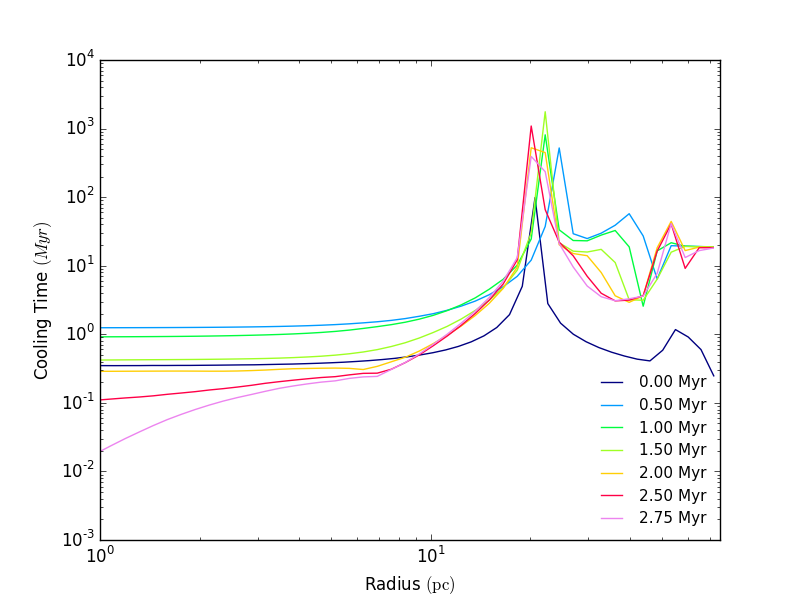 10^4
10^3
10^2
10^1
10^0
10^-1
10^-2
10^-3
Cooling Time (Myr)
0.00 Myr
0.50 Myr
1.00 Myr
1.50 Myr
2.00 Myr
2.50 Myr
2.75 Myr
10^0 10^1
Radius (pc)